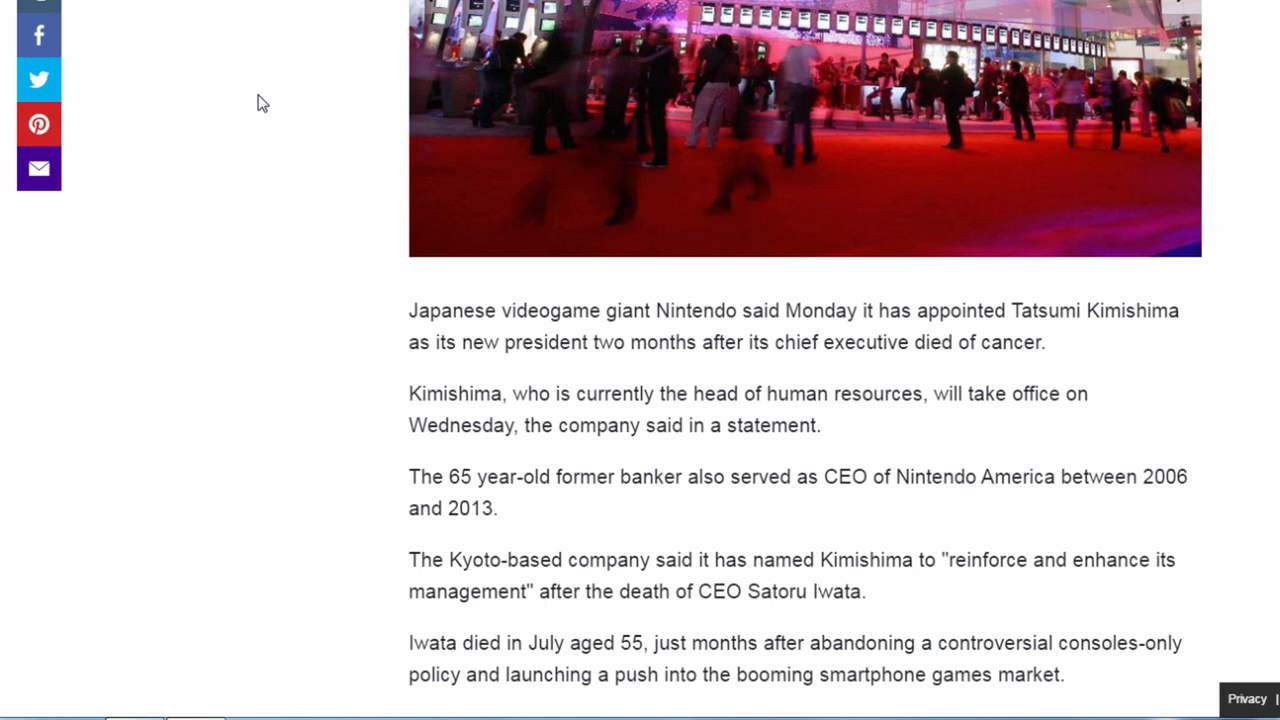 Japanese videogame giant Nintendo said Monday it has appointed Tatsumi Kimishima
as its new president two months after its chief executive died of cancer.
Kimishima, who is currently the head of human resources, will take office on
Wednesday, the company said in a statement.
The 65 year-old former banker also served as CEO of Nintendo America between 2006
and 2013.
The Kyoto-based company said it has named Kimishima to "reinforce and enhance its
management" after the death of CEO Satoru Iwata.
Iwata died in July aged 55, just months after abandoning a controversial consoles-only
policy and launching a push into the booming smartphone games market.
Privacy |